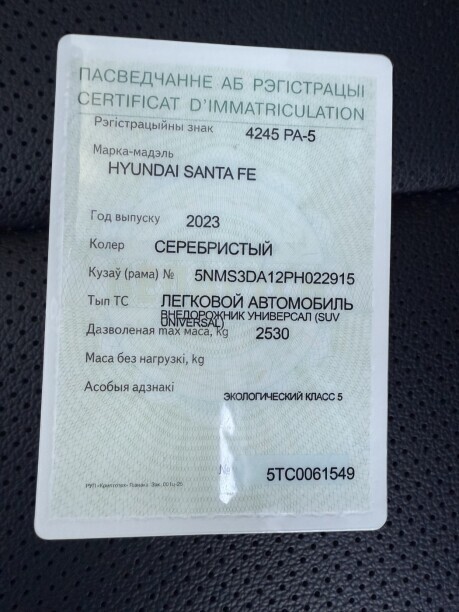 ПАСВЕДЧАННЕ АБ РЭГІСТРАЦЫІ
CERTIFICAT D'IMMATRICULATION
Рэгістрацыйны знак 4245 PA-5
Марка-мадэль
HYUNDAI SANTA FE
Год выпуску 2023
Колер СЕРЕБРИСТЫЙ
Кузаў (рама) № 5NMS3DA12PH022915
Тып ТС ЛЕГКОВОЙ АВТОМОБИЛЬ
ВНЕДОРОЖНИК УНИВЕРСАЛ (SUV
UNIVERSAL)
Дазволеная max маса, kg 2530
Маса без нагрузкі, kg
Асобыя адзнакі
ЭКОЛОГИЧЕСКИЙ КЛАСС 5
№ 5TC0061549